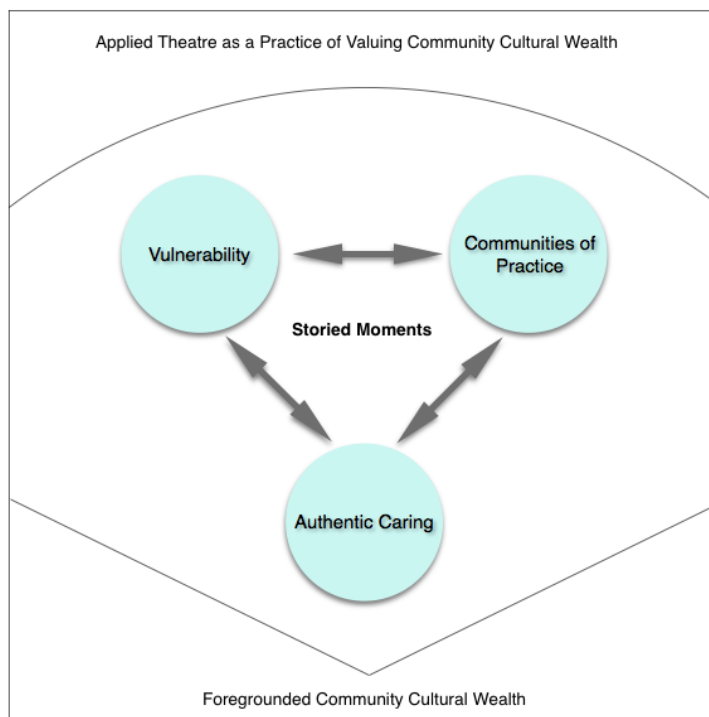 Applied Theatre as a Practice of Valuing Community Cultural Wealth
Vulnerability
Communities of
Practice
Storied Moments
Authentic Caring
Foregrounded Community Cultural Wealth